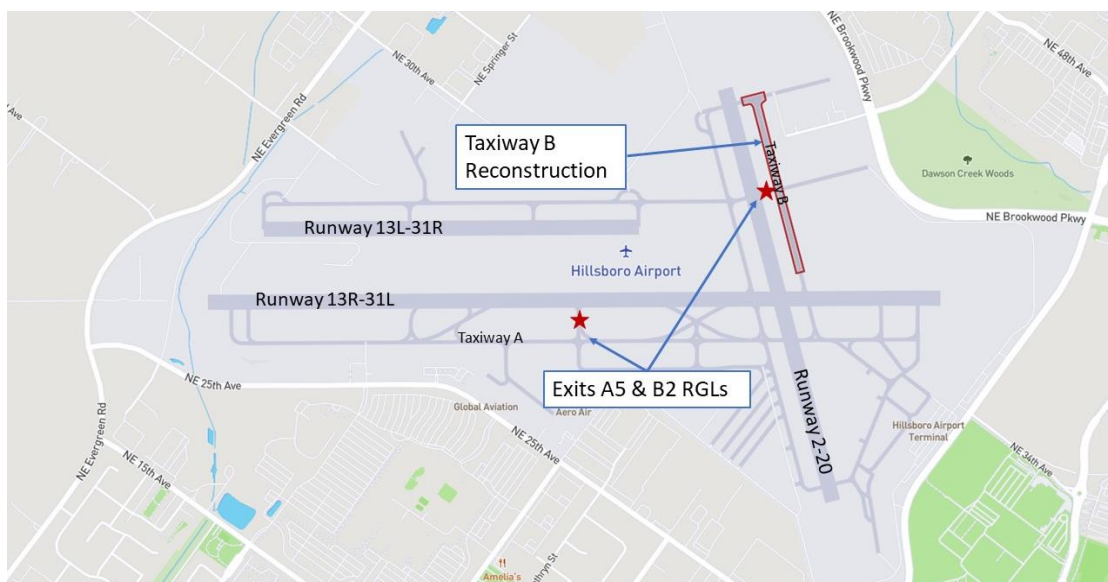 NE Evergreen Rd
NE 30th Ave
NE Springer St
NE Brookwood Pkwy
NE 48th Ave
Taxiway B
Reconstruction
Taxiway B
Dawson Creek Woods
NE Brookwood Pkwy
Runway 13L-31R
Hillsboro Airport
Runway 13R-31L
Taxiway A
Exits A5 & B2 RGLs
Runway 2-20
NE 25th Ave
Global Aviation
Aero Air
NE 25th Ave
Hillsboro Airport
Terminal
NE 34th Ave
NE Evergreen Rd
NE 15th Ave
Amelia's